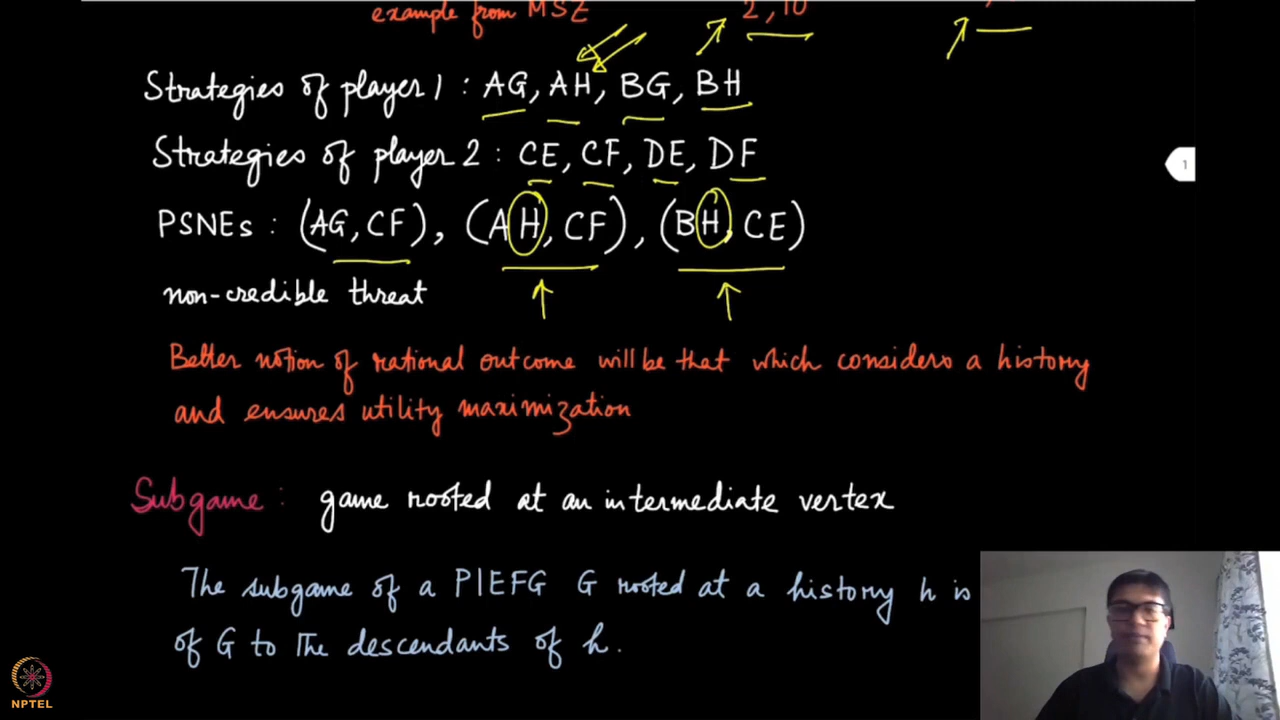 example from MSZ
2, 10
Strategies of player 1 : AG, AH, BG, BH
Strategies of player 2 : CE, CF, DE, DF
PSNEs : (AG, CF), (AH, CF), (BH, CE)
non-credible threat
Better notion of rational outcome will be that which considers a history
and ensures utility maximization
Subgame : game rooted at an intermediate vertex
The subgame of a PIEFG G rooted at a history h is
of G to the descendants of h.
1
NPTEL